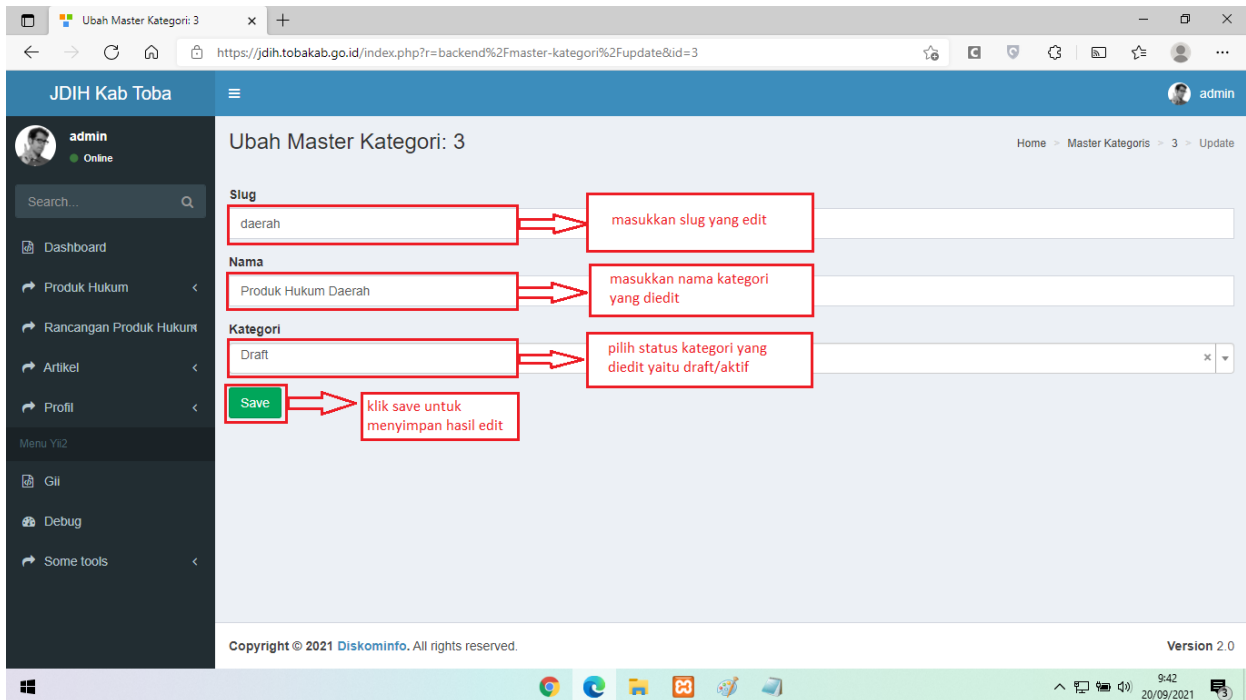 Ubah Master Kategori: 3
https://jdih.tobakab.go.id/index.php?r=backend%2Fmaster-kategori%2Fupdate&id=3
JDIH Kab Toba
admin
admin
Online
Search...
Dashboard
Produk Hukum
Rancangan Produk Hukum
Artikel
Profil
Menu Yii2
Gii
Debug
Some tools
Ubah Master Kategori: 3
Home > Master Kategoris > 3 > Update
Slug
daerah
masukkan slug yang edit
Nama
Produk Hukum Daerah
masukkan nama kategori
yang diedit
Kategori
Draft
pilih status kategori yang
diedit yaitu draft/aktif
Save
klik save untuk
menyimpan hasil edit
Copyright © 2021 Diskominfo. All rights reserved.
Version 2.0
9:42
20/09/2021
3